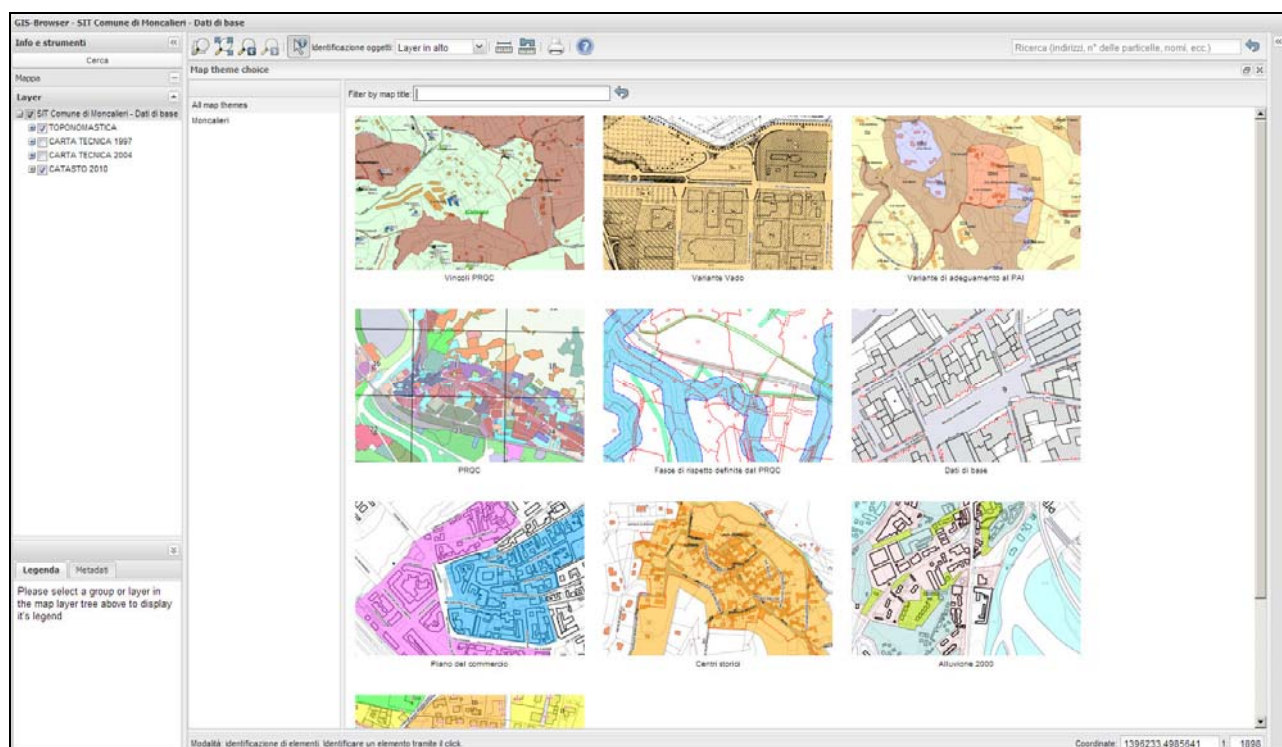 GIS-Browser - SIT Comune di Moncalieri - Dati di base
Info e strumenti
Cerca
Mappa
Layer
SIT Comune di Moncalieri - Dati di base
TOPONOMASTICA
CARTA TECNICA 1997
CARTA TECNICA 2004
CATASTO 2010
Legenda
Metadati
Please select a group or layer in
the map layer tree above to display
it's legend
Identificazione oggetti:
Layer in alto
Ricerca (indirizzi, n° delle particelle, nomi, ecc.)
Map theme choice
All map themes
Moncalieri
Filter by map title:
Vincoli PRGC
Variante Vado
Variante di adeguamento al PAI
PRGC
Fasce di rispetto definite dal PRGC
Dati di base
Piano del commercio
Centri storici
Alluvione 2000
Modalità: identificazione di elementi. Identificare un elemento tramite il click.
Coordinate: 1396233,4985641 1: 1898